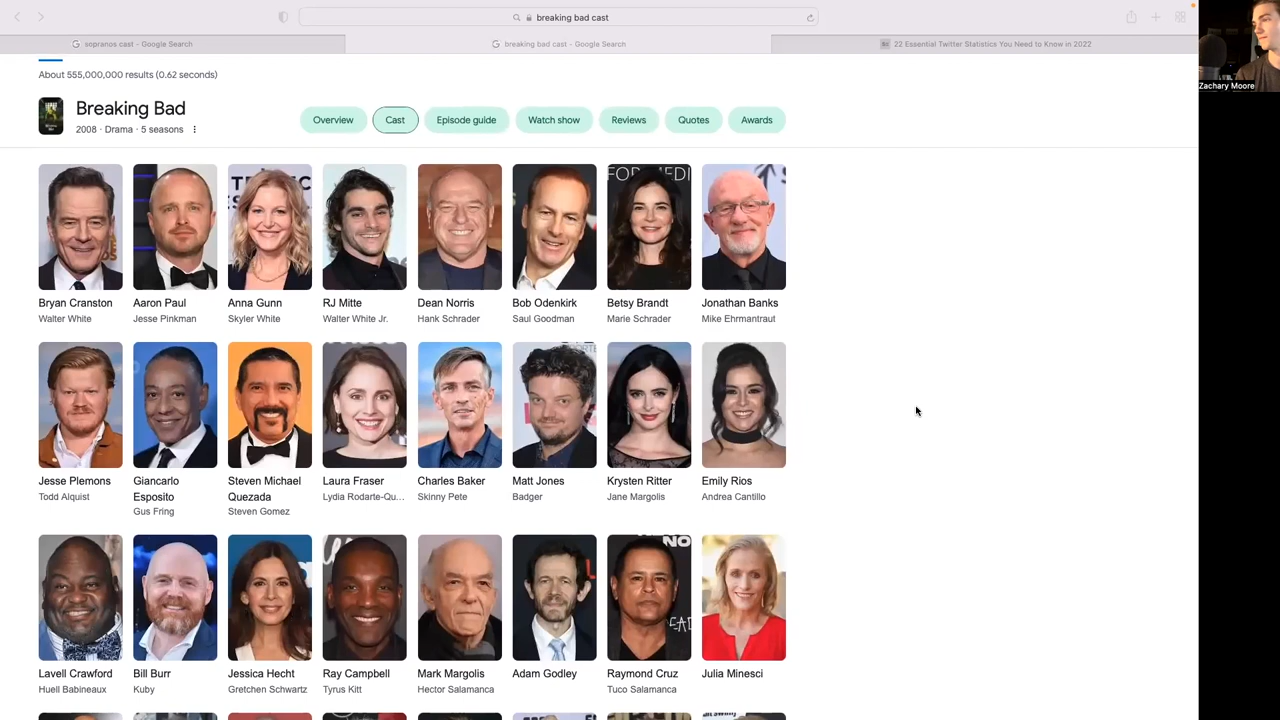 breaking bad cast
sopranos cast - Google Search
breaking bad cast - Google Search
22 Essential Twitter Statistics You Need to Know in 2022
Zachary Moore
About 555,000,000 results (0.62 seconds)
Breaking Bad
2008 · Drama · 5 seasons
Overview
Cast
Episode guide
Watch show
Reviews
Quotes
Awards
Bryan Cranston
Walter White
Aaron Paul
Jesse Pinkman
Anna Gunn
Skyler White
RJ Mitte
Walter White Jr.
Dean Norris
Hank Schrader
Bob Odenkirk
Saul Goodman
Betsy Brandt
Marie Schrader
Jonathan Banks
Mike Ehrmantraut
Jesse Plemons
Todd Alquist
Giancarlo
Esposito
Gus Fring
Steven Michael
Quezada
Steven Gomez
Laura Fraser
Lydia Rodarte-Qu...
Charles Baker
Skinny Pete
Matt Jones
Badger
Krysten Ritter
Jane Margolis
Emily Rios
Andrea Cantillo
Lavell Crawford
Huell Babineaux
Bill Burr
Kuby
Jessica Hecht
Gretchen Schwartz
Ray Campbell
Tyrus Kitt
Mark Margolis
Hector Salamanca
Adam Godley
Raymond Cruz
Tuco Salamanca
Julia Minesci